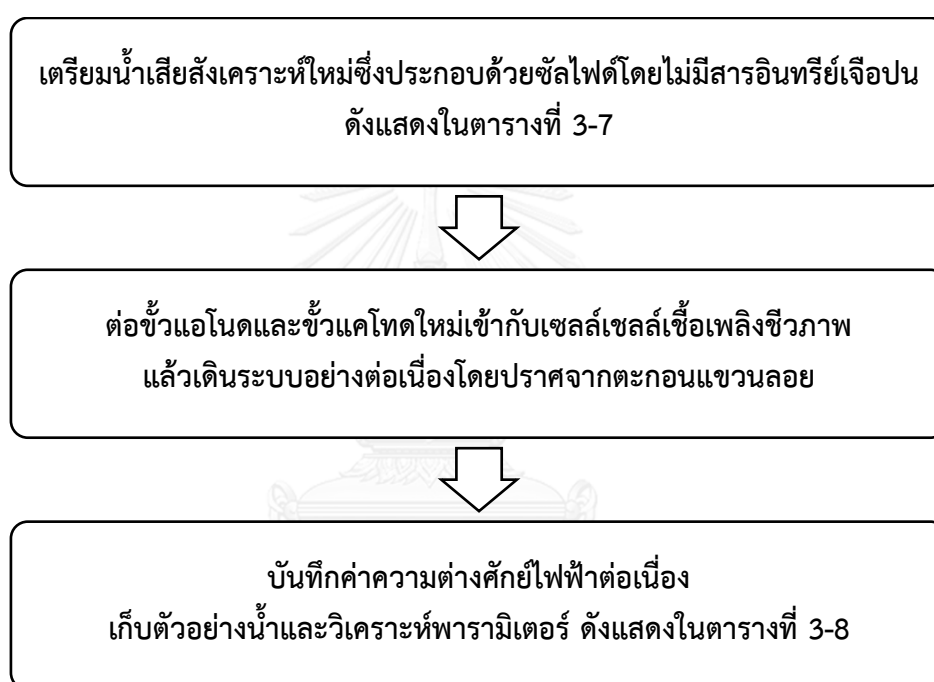 เตรียมน้ำเสียสังเคราะห์ใหม่ซึ่งประกอบด้วยซัลไฟด์โดยไม่มีสารอินทรีย์เจือปน
ดังแสดงในตารางที่ 3-7
ต่อขั้วแอโนดและขั้วแคโทดใหม่เข้ากับเซลล์เชลล์เชื้อเพลิงชีวภาพ
แล้วเดินระบบอย่างต่อเนื่องโดยปราศจากตะกอนแขวนลอย
บันทึกค่าความต่างศักย์ไฟฟ้าต่อเนื่อง
เก็บตัวอย่างน้ำและวิเคราะห์พารามิเตอร์ ดังแสดงในตารางที่ 3-8